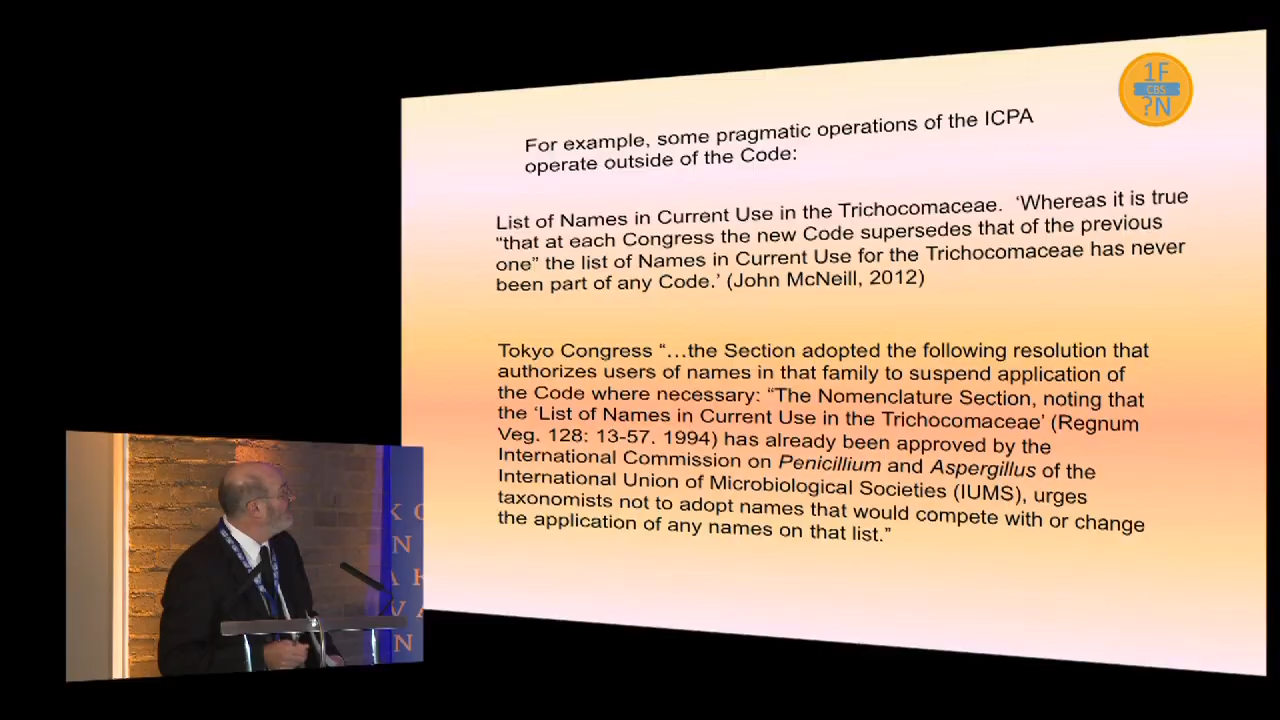 1F
CBS
?N
For example, some pragmatic operations of the ICPA
operate outside of the Code:
List of Names in Current Use in the Trichocomaceae. ‘Whereas it is true
“that at each Congress the new Code supersedes that of the previous
one” the list of Names in Current Use for the Trichocomaceae has never
been part of any Code.’ (John McNeill, 2012)
Tokyo Congress “…the Section adopted the following resolution that
authorizes users of names in that family to suspend application of
the Code where necessary: “The Nomenclature Section, noting that
the ‘List of Names in Current Use in the Trichocomaceae’ (Regnum
Veg. 128: 13-57. 1994) has already been approved by the
International Commission on Penicillium and Aspergillus of the
International Union of Microbiological Societies (IUMS), urges
taxonomists not to adopt names that would compete with or change
the application of any names on that list.”
K
N
A
V
N